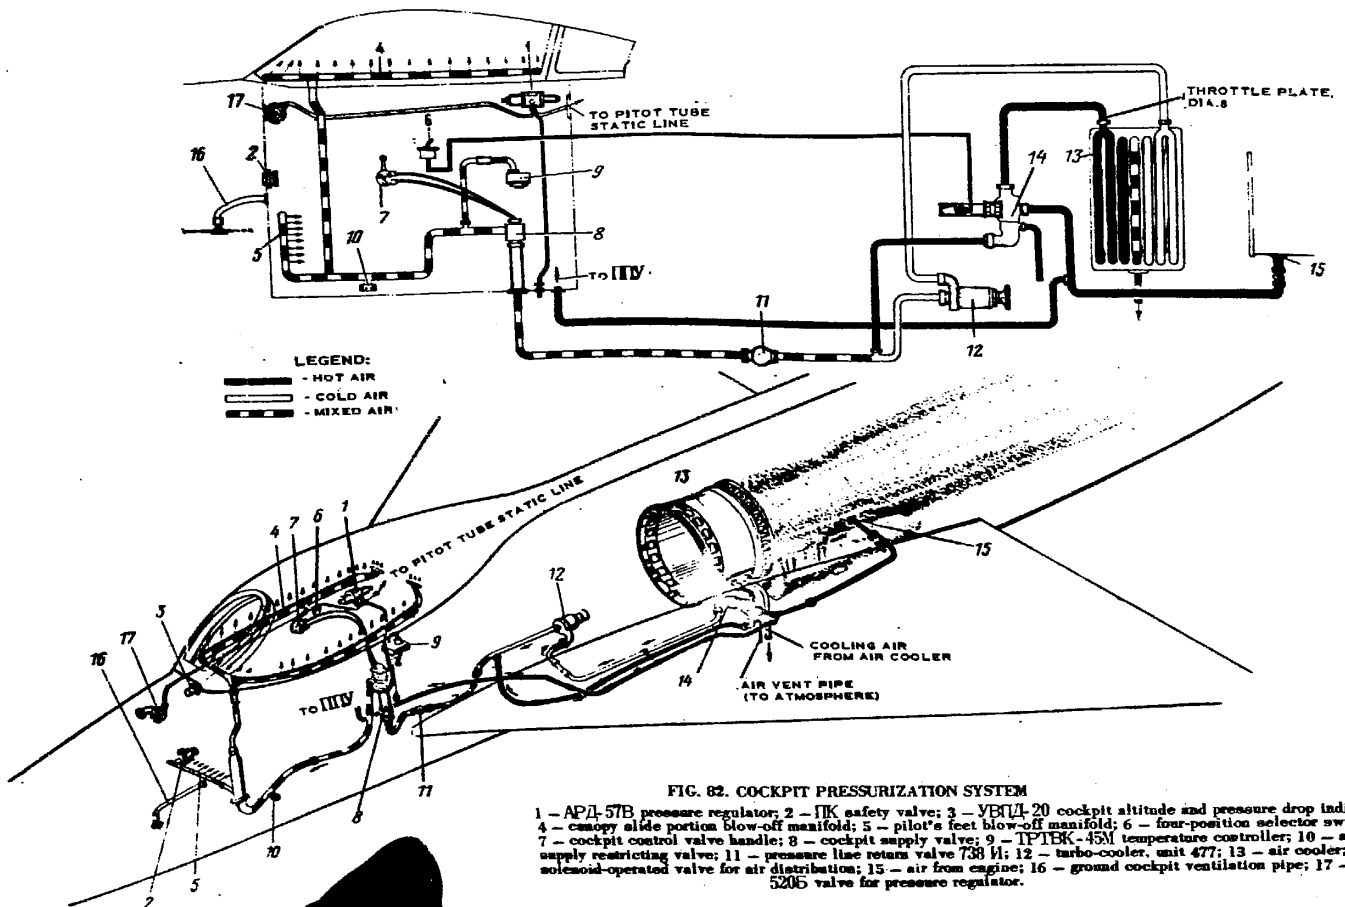 4
1
17
TO PITOT TUBE
STATIC LINE
6
THROTTLE PLATE,
DIA.8
16
2
9
14
13
7
5
10
8
TO ППУ
15
11
12
LEGEND:
- HOT AIR
- COLD AIR
- MIXED AIR
13
TO PITOT TUBE STATIC LINE
1
6
7
4
15
12
3
17
9
16
COOLING AIR
FROM AIR COOLER
14
AIR VENT PIPE
(TO ATMOSPHERE)
TO ППУ
11
8
10
5
2
FIG. 82. COCKPIT PRESSURIZATION SYSTEM
1 — АРД-57В pressure regulator; 2 — ПК safety valve; 3 — УВПД-20 cockpit altitude and pressure drop indi
4 — canopy slide portion blow-off manifold; 5 — pilot's feet blow-off manifold; 6 — four-position selector sw
7 — cockpit control valve handle; 8 — cockpit supply valve; 9 — ТРТВК-45М temperature controller; 10 — a
supply restricting valve; 11 — pressure line return valve 738 И; 12 — turbo-cooler, unit 477; 13 — air cooler;
solenoid-operated valve for air distribution; 15 — air from engine; 16 — ground cockpit ventilation pipe; 17 —
520Б valve for pressure regulator.